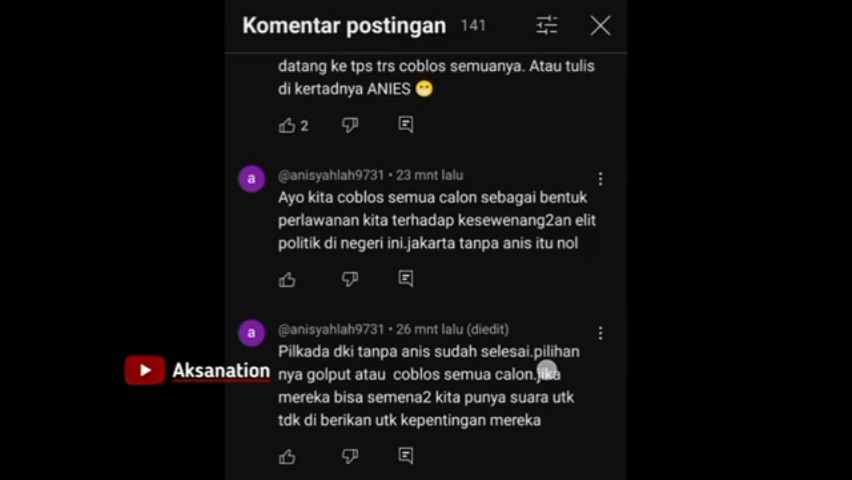 Komentar postingan 141
datang ke tps trs coblos semuanya. Atau tulis
di kertadnya ANIES 😁
2
a
@anisyahlah9731 • 23 mnt lalu
Ayo kita coblos semua calon sebagai bentuk
perlawanan kita terhadap kesewenang2an elit
politik di negeri ini.jakarta tanpa anis itu nol
a
@anisyahlah9731 • 26 mnt lalu (diedit)
Pilkada dki tanpa anis sudah selesai.pilihan
nya golput atau coblos semua calon.jika
mereka bisa semena2 kita punya suara utk
tdk di berikan utk kepentingan mereka
Aksanation